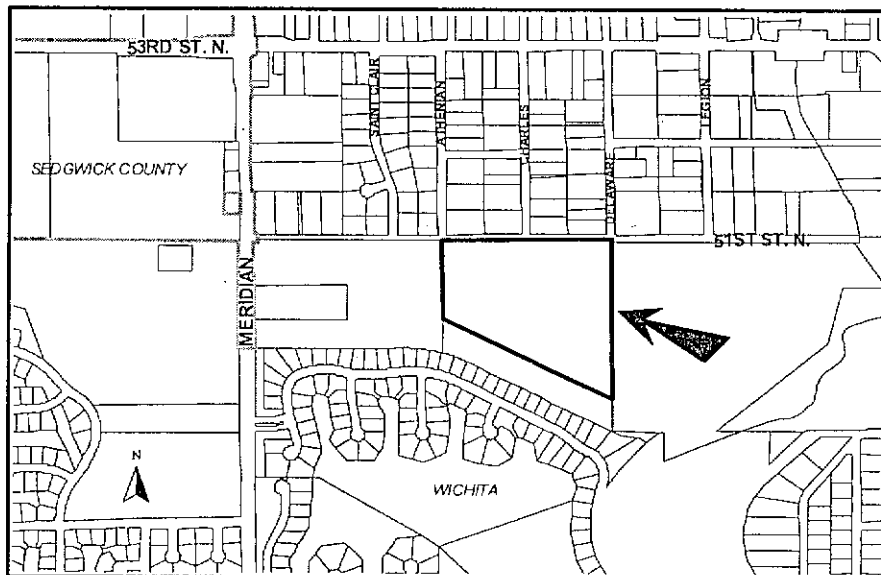 53RD ST. N.
SAINT CLAIR
ATHENIAN
CHARLES
DELAWARE
LEGION
SEDGWICK COUNTY
51ST ST. N.
MERIDIAN
N
WICHITA